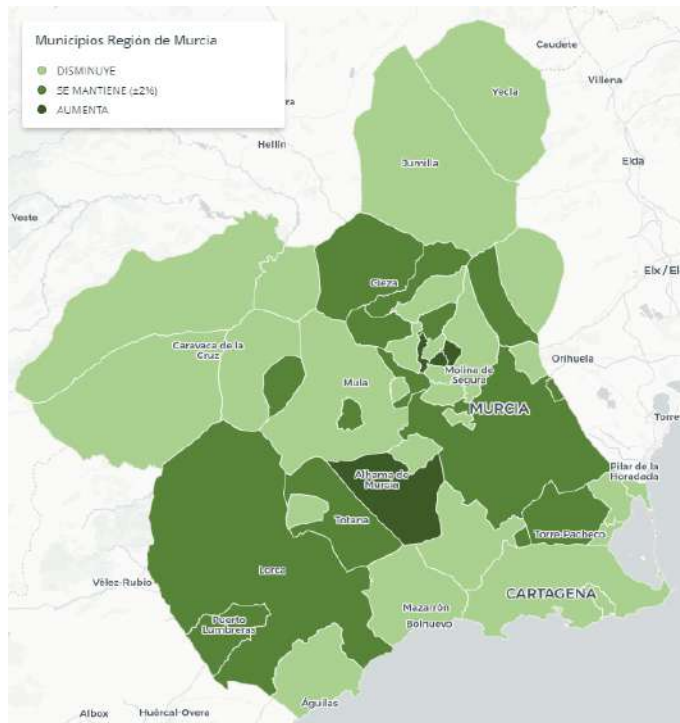 Municipios Región de Murcia
DISMINUYE
SE MANTIENE (±2%)
AUMENTA
Caudete
Villena
Yecla
Hellín
Jumilla
Elda
Yeste
Cieza
Elx / El
Caravaca de la
Cruz
Orihuela
Mula
Molina de
Segura
MURCIA
Torre
Pilar de la
Horadada
Alhama de
Murcia
Totana
Torre-Pacheco
Lorca
Vélez-Rubio
CARTAGENA
Mazarrón
Bolnuevo
Puerto
Lumbreras
Águilas
Albox
Huércal-Overa